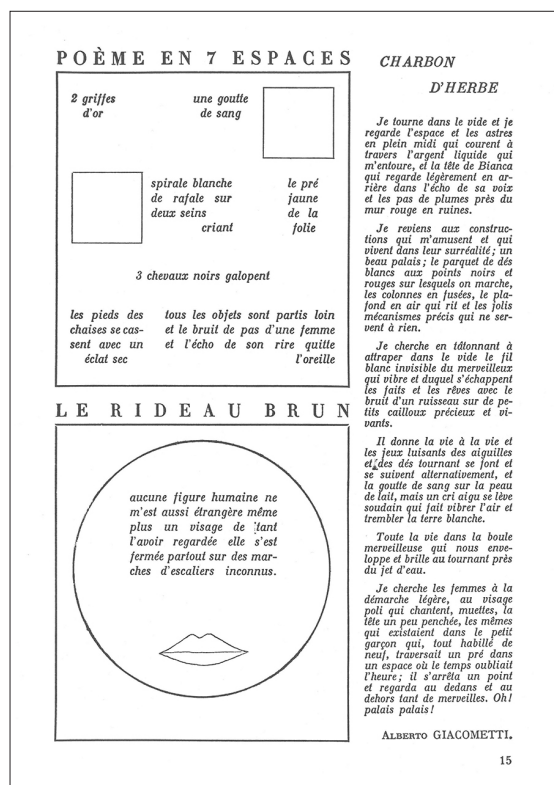 POÈME EN 7 ESPACES
2 griffes
d'or
une goutte
de sang
spirale blanche
de rafale sur
deux seins
criant
le pré
jaune
de la
folie
3 chevaux noirs galopent
les pieds des
chaises se cas-
sent avec un
éclat sec
tous les objets sont partis loin
et le bruit de pas d'une femme
et l'écho de son rire quitte
l'oreille
LE RIDEAU BRUN
aucune figure humaine ne
m'est aussi étrangère même
plus un visage de tant
l'avoir regardée elle s'est
fermée partout sur des mar-
ches d'escaliers inconnus.
CHARBON
D'HERBE
Je tourne dans le vide et je
regarde l'espace et les astres
en plein midi qui courent à
travers l'argent liquide qui
m'entoure, et la tête de Bianca
qui regarde légèrement en ar-
rière dans l'écho de sa voix
et les pas de plumes près du
mur rouge en ruines.
Je reviens aux construc-
tions qui m'amusent et qui
vivent dans leur surréalité; un
beau palais; le parquet de dés
blancs aux points noirs et
rouges sur lesquels on marche,
les colonnes en fusées, le pla-
fond en air qui rit et les jolis
mécanismes précis qui ne ser-
vent à rien.
Je cherche en tâtonnant à
attraper dans le vide le fil
blanc invisible du merveilleux
qui vibre et duquel s'échappent
les faits et les rêves avec le
bruit d'un ruisseau sur de pe-
tits cailloux précieux et vi-
vants.
Il donne la vie à la vie et
les jeux luisants des aiguilles
et des dés tournant se font et
se suivent alternativement, et
la goutte de sang sur la peau
de lait, mais un cri aigu se lève
soudain qui fait vibrer l'air et
trembler la terre blanche.
Toute la vie dans la boule
merveilleuse qui nous enve-
loppe et brille au tournant près
du jet d'eau.
Je cherche les femmes à la
démarche légère, au visage
poli qui chantent, muettes, la
tête un peu penchée, les mêmes
qui existaient dans le petit
garçon qui, tout habillé de
neuf, traversait un pré dans
un espace où le temps oubliait
l'heure; il s'arrêta un point
et regarda au dedans et au
dehors tant de merveilles. Oh!
palais palais!
ALBERTO GIACOMETTI.
15